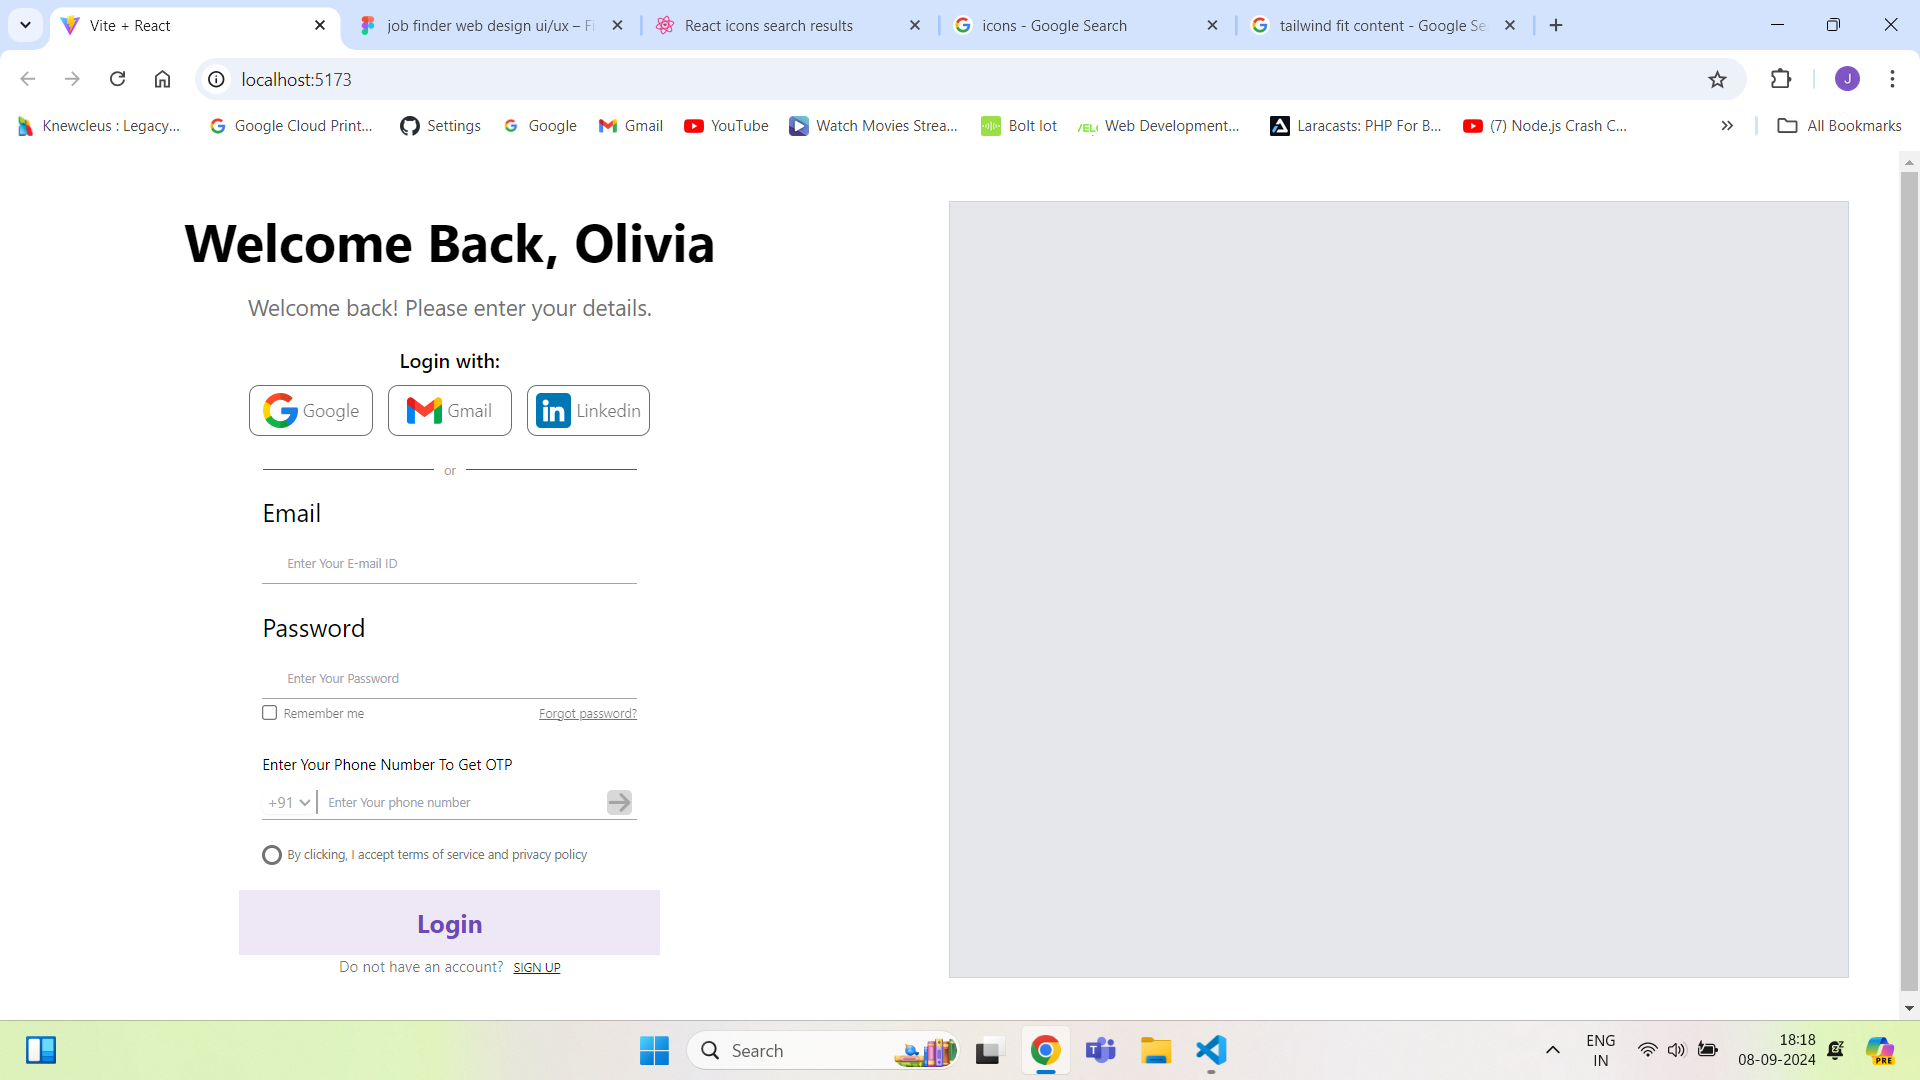 Vite + React
job finder web design ui/ux – Fi
React icons search results
icons - Google Search
tailwind fit content - Google Se
localhost:5173
J
Knewcleus : Legacy...
Google Cloud Print...
Settings
Google
Gmail
YouTube
Watch Movies Strea...
Bolt Iot
Web Development...
Laracasts: PHP For B...
(7) Node.js Crash C...
All Bookmarks
Welcome Back, Olivia
Welcome back! Please enter your details.
Login with:
Google
Gmail
in Linkedin
or
Email
Enter Your E-mail ID
Password
Enter Your Password
Remember me
Forgot password?
Enter Your Phone Number To Get OTP
+91
Enter Your phone number
By clicking, I accept terms of service and privacy policy
Login
Do not have an account? SIGN UP
Search
ENG
IN
18:18
08-09-2024
PRE